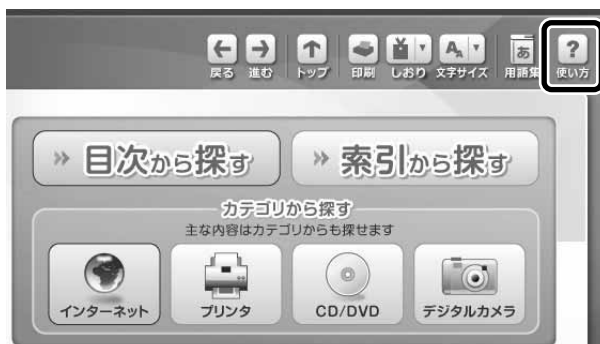 戻る 進む トップ 印刷 しおり 文字サイズ 用語集 使い方
目次から探す 索引から探す
カテゴリから探す
主な内容はカテゴリからも探せます
インターネット プリンタ CD/DVD デジタルカメラ